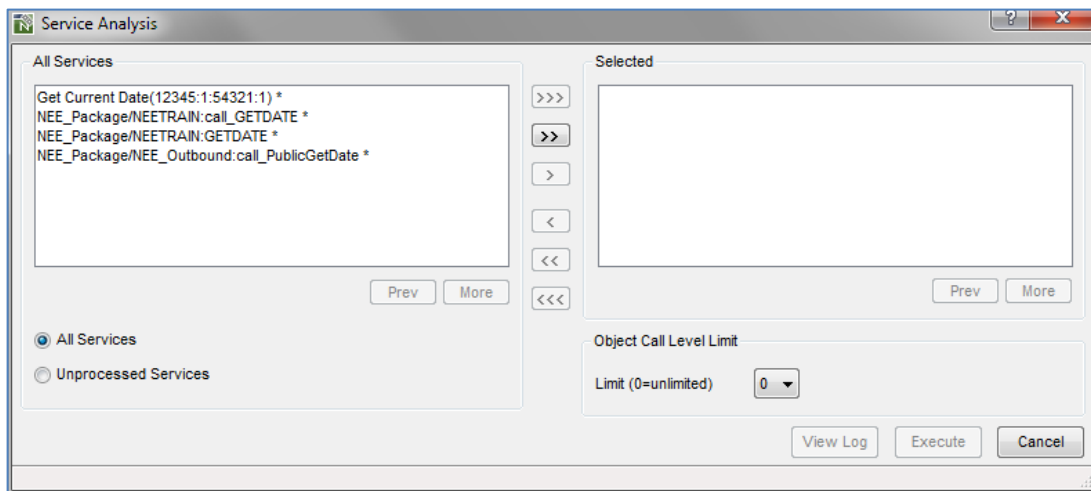 Service Analysis
? X
All Services
Get Current Date(12345:1:54321:1) *
NEE_Package/NEETRAIN:call_GETDATE *
NEE_Package/NEETRAIN:GETDATE *
NEE_Package/NEE_Outbound:call_PublicGetDate *
Prev More
All Services
Unprocessed Services
>>>
>>
>
<
<<
<<<
Selected
Prev More
Object Call Level Limit
Limit (0=unlimited) 0
View Log Execute Cancel